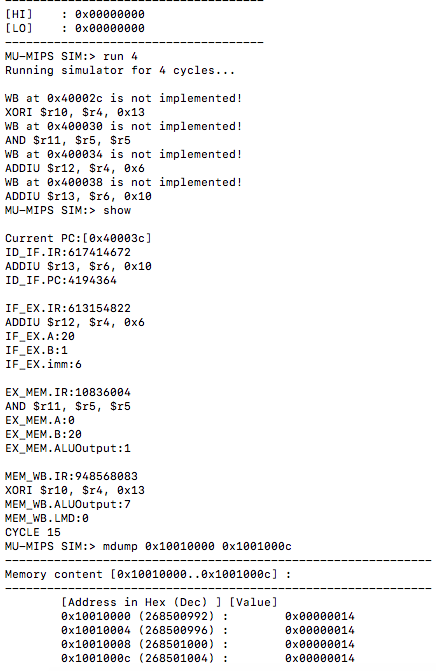 [HI]    : 0x00000000
[LO]    : 0x00000000
-------------------------------------
MU-MIPS SIM:> run 4
Running simulator for 4 cycles...

WB at 0x40002c is not implemented!
XORI $r10, $r4, 0x13
WB at 0x400030 is not implemented!
AND $r11, $r5, $r5
WB at 0x400034 is not implemented!
ADDIU $r12, $r4, 0x6
WB at 0x400038 is not implemented!
ADDIU $r13, $r6, 0x10
MU-MIPS SIM:> show

Current PC:[0x40003c]
ID_IF.IR:617414672
ADDIU $r13, $r6, 0x10
ID_IF.PC:4194364

IF_EX.IR:613154822
ADDIU $r12, $r4, 0x6
IF_EX.A:20
IF_EX.B:1
IF_EX.imm:6

EX_MEM.IR:10836004
AND $r11, $r5, $r5
EX_MEM.A:0
EX_MEM.B:20
EX_MEM.ALUOutput:1

MEM_WB.IR:948568083
XORI $r10, $r4, 0x13
MEM_WB.ALUOutput:7
MEM_WB.LMD:0
CYCLE 15
MU-MIPS SIM:> mdump 0x10010000 0x1001000c
-------------------------------------------------------------
Memory content [0x10010000..0x1001000c] :
-------------------------------------------------------------
[Address in Hex (Dec) ] [Value]
0x10010000 (268500992) : 0x00000014
0x10010004 (268500996) : 0x00000014
0x10010008 (268501000) : 0x00000014
0x1001000c (268501004) : 0x00000014